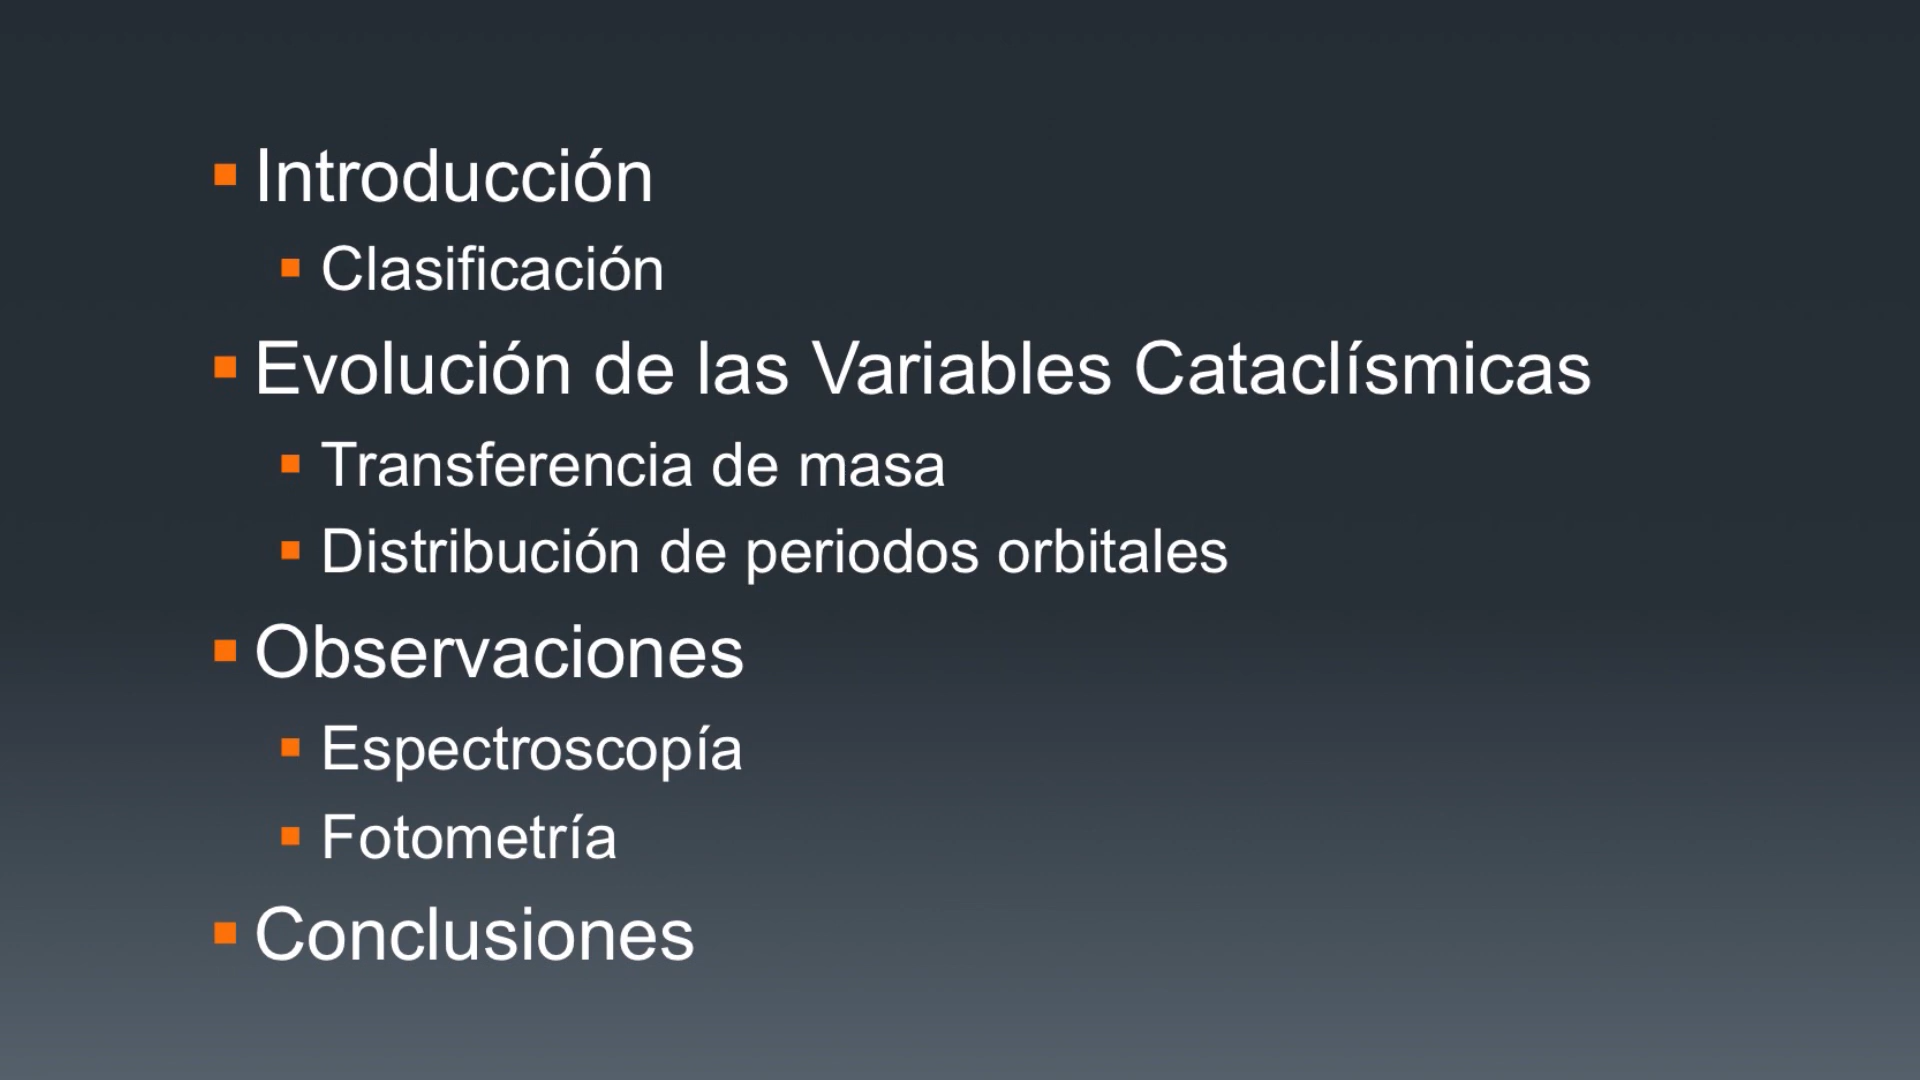 Introducción
Clasificación
Evolución de las Variables Cataclísmicas
Transferencia de masa
Distribución de periodos orbitales
Observaciones
Espectroscopía
Fotometría
Conclusiones